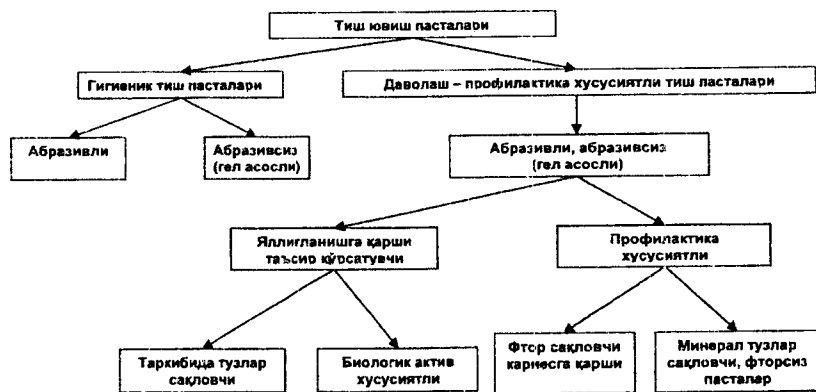 Тиш ювиш пасталари
Гигиеник тиш пасталари
Даволаш – профилактика хусусиятли тиш пасталари
Абразивли
Абразивсиз
(гел асосли)
Абразивли, абразивсиз
(гел асосли)
Яллиғланишга қарши
таъсир кўрсатувчи
Профилактика
хусусиятли
Таркибида тузлар
сақловчи
Биологик актив
хусусиятли
Фтор сақловчи
кариесга қарши
Минерал тузлар
сақловчи, фторсиз
пасталар